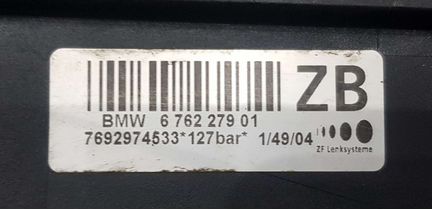 ZB
BMW 6 762 279 01
7692974533*127bar* 1/49/04
ZF Lenksysteme